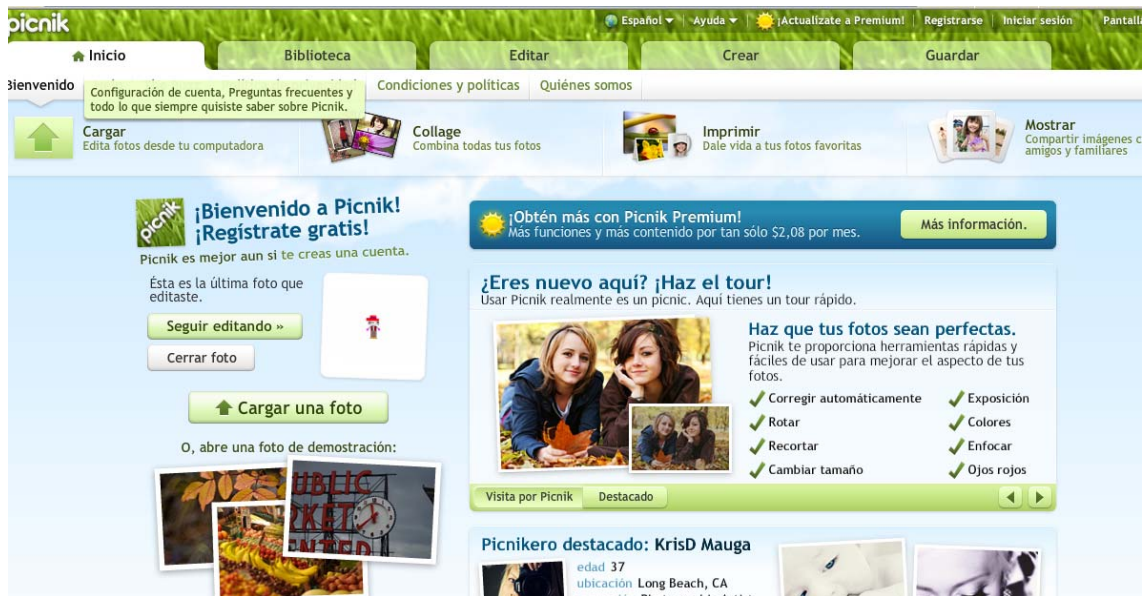 picnik
Español
Ayuda
¡Actualízate a Premium!
Registrarse
Iniciar sesión
Inicio
Biblioteca
Editar
Crear
Guardar
Bienvenido
Configuración de cuenta, Preguntas frecuentes y
todo lo que siempre quisiste saber sobre Picnik.
Condiciones y políticas
Quiénes somos
Cargar
Edita fotos desde tu computadora
Collage
Combina todas tus fotos
Imprimir
Dale vida a tus fotos favoritas
Mostrar
Compartir imágenes c
amigos y familiares
picnik
¡Bienvenido a Picnik!
¡Regístrate gratis!
Picnik es mejor aun si te creas una cuenta.
Ésta es la última foto que
editaste.
Seguir editando »
Cerrar foto
Cargar una foto
O, abre una foto de demostración:
PUBLIC
MARKET
CENTER
¡Obtén más con Picnik Premium!
Más funciones y más contenido por tan sólo $2,08 por mes.
Más información.
¿Eres nuevo aquí? ¡Haz el tour!
Usar Picnik realmente es un picnic. Aquí tienes un tour rápido.
Haz que tus fotos sean perfectas.
Picnik te proporciona herramientas rápidas y
fáciles de usar para mejorar el aspecto de tus
fotos.
Corregir automáticamente
Exposición
Rotar
Colores
Recortar
Enfocar
Cambiar tamaño
Ojos rojos
Visita por Picnik
Destacado
Picnikero destacado: KrisD Mauga
edad 37
ubicación Long Beach, CA